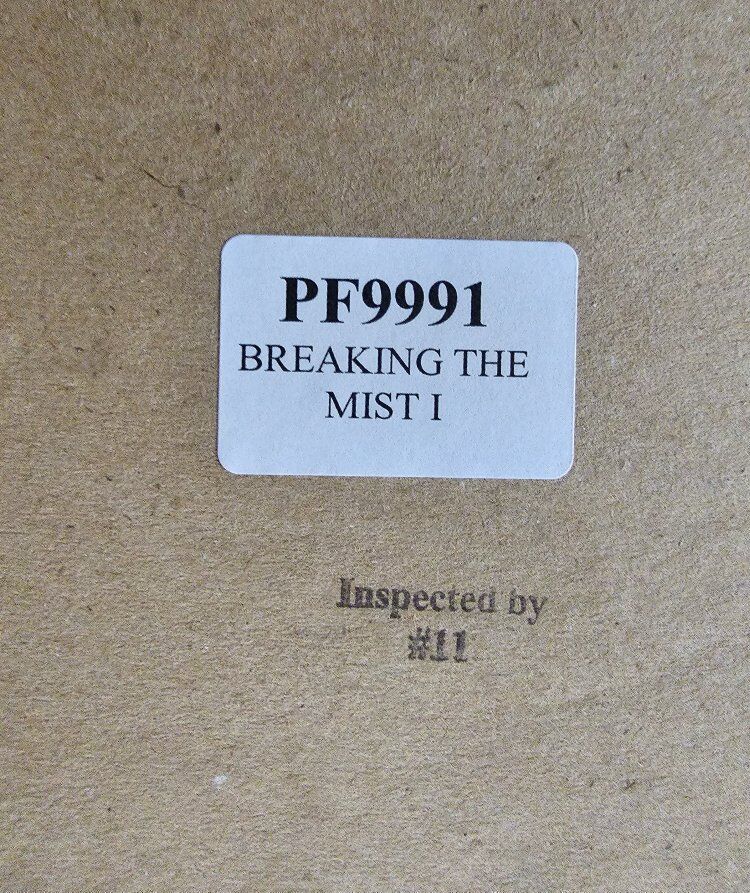 PF9991
BREAKING THE
MIST I
Inspected by
#11